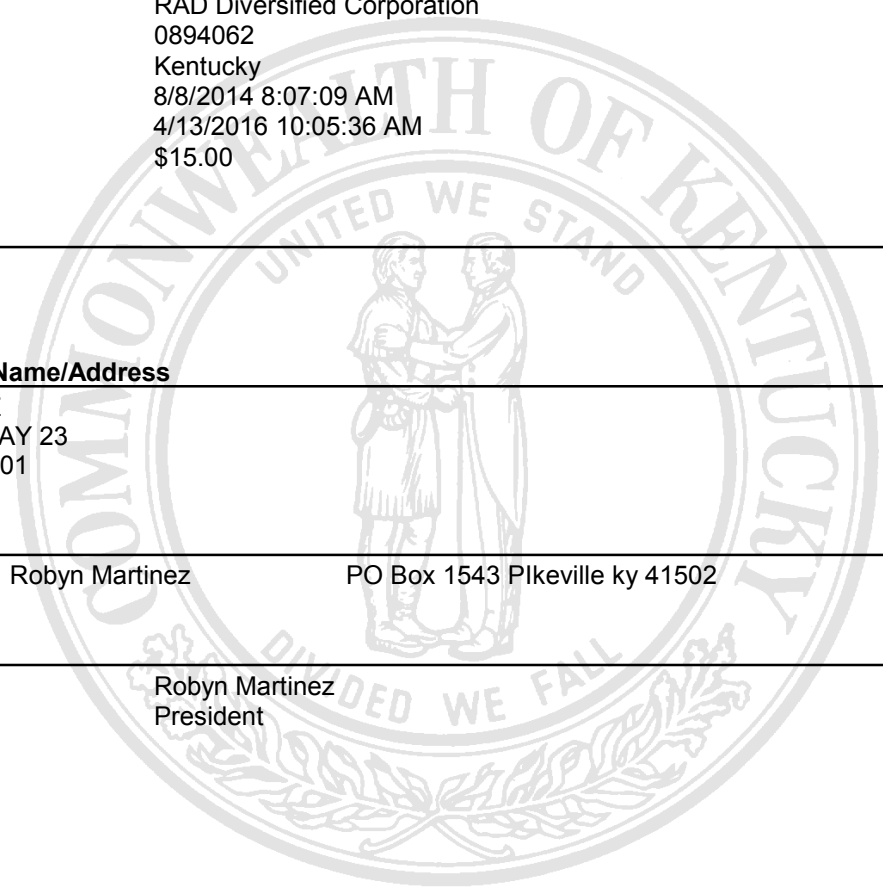 RAD Diversified Corporation
0894062
Kentucky
8/8/2014 8:07:09 AM
4/13/2016 10:05:36 AM
$15.00
COMMONWEALTH OF KENTUCKY
UNITED WE STAND
Name/Address
AY 23
01
Robyn Martinez PO Box 1543 PIkeville ky 41502
Robyn Martinez
President
DIVIDED WE FALL